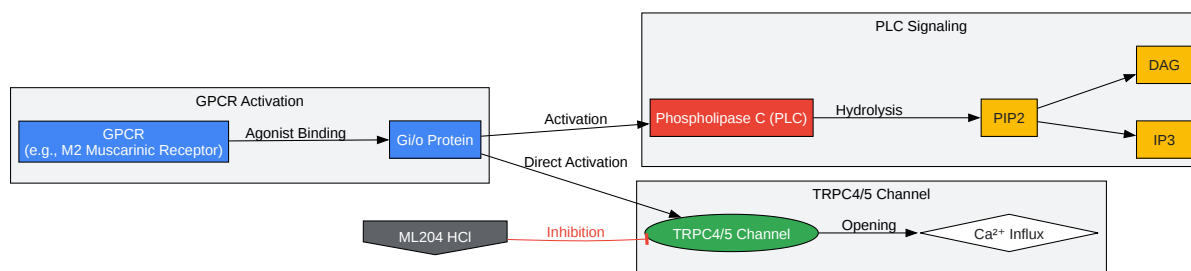 PLC Signaling
DAG
GPCR Activation
GPCR
(e.g., M2 Muscarinic Receptor)
Agonist Binding
Gi/o Protein
Activation
Phospholipase C (PLC)
Hydrolysis
PIP2
IP3
Direct Activation
TRPC4/5 Channel
ML204 HCl
Inhibition
TRPC4/5 Channel
Opening
Ca²⁺ Influx